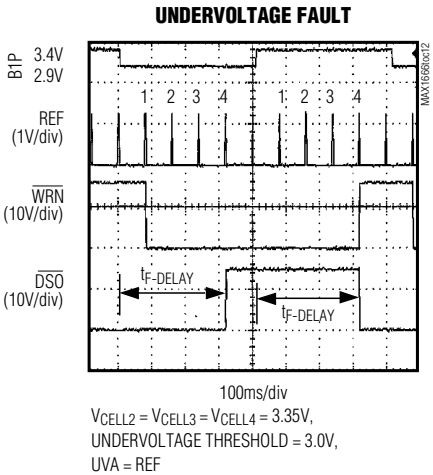 UNDERVOLTAGE FAULT
B1P
3.4V
2.9V
MAX1666toc12
1 2 3 4 1 2 3 4
REF
(1V/div)
WRN
(10V/div)
DSO
(10V/div)
tF-DELAY
tF-DELAY
100ms/div
VCELL2 = VCELL3 = VCELL4 = 3.35V,
UNDERVOLTAGE THRESHOLD = 3.0V,
UVA = REF